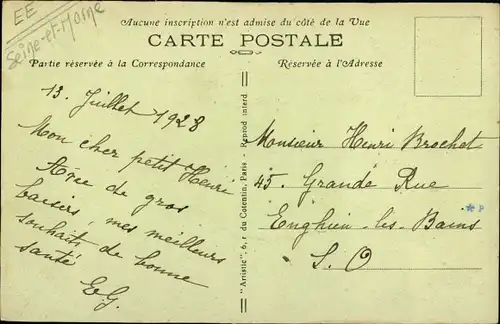 EE
Seine-et-Marne
Aucune inscription n'est admise du côté de la Vue
CARTE POSTALE
Partie réservée à la Correspondance
Réservée à l'Adresse
13 Juillet 1928
Mon cher petit Henri
Avec de gros
baisers, mes meilleurs
souhaits de bonne
santé
EG.
"Artistic" 6, r du Cotentin, Paris - Reprod interd
Monsieur Henri Brochet
45. Grande Rue
Enghien-les-Bains
S. O